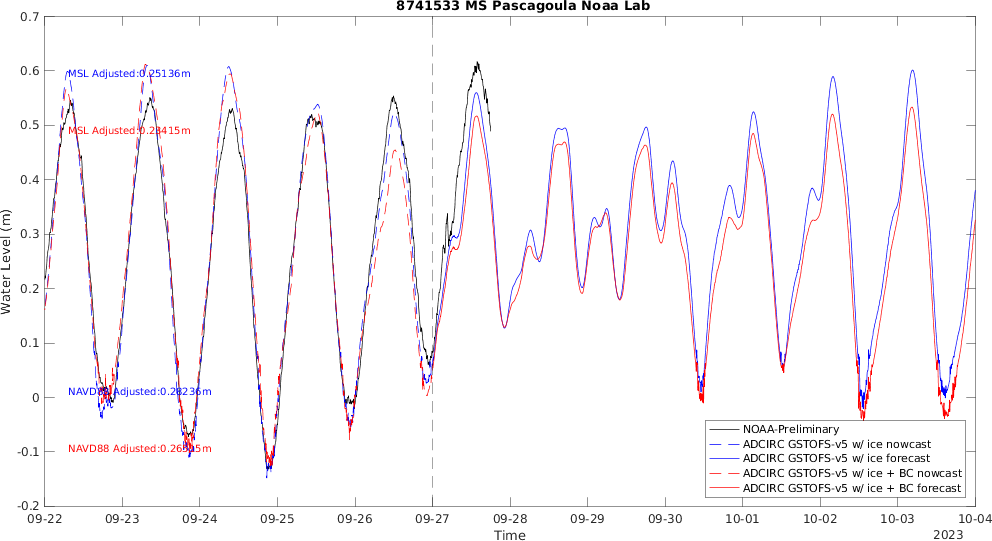 8741533 MS Pascagoula Noaa Lab
0.7
0.6
0.5
0.4
0.3
0.2
0.1
0
-0.1
-0.2
Water Level (m)
MSL Adjusted:0.25136m
MSL Adjusted:0.23415m
NAVD88 Adjusted:0.28236m
NAVD88 Adjusted:
NOAA-Preliminary
ADCIRC GSTOFS-v5 w/ ice nowcast
ADCIRC GSTOFS-v5 w/ ice forecast
ADCIRC GSTOFS-v5 w/ ice + BC nowcast
ADCIRC GSTOFS-v5 w/ ice + BC forecast
09-22 09-23 09-24 09-25 09-26 09-27 09-28 09-29 09-30 10-01 10-02 10-03 10-04
Time
2023